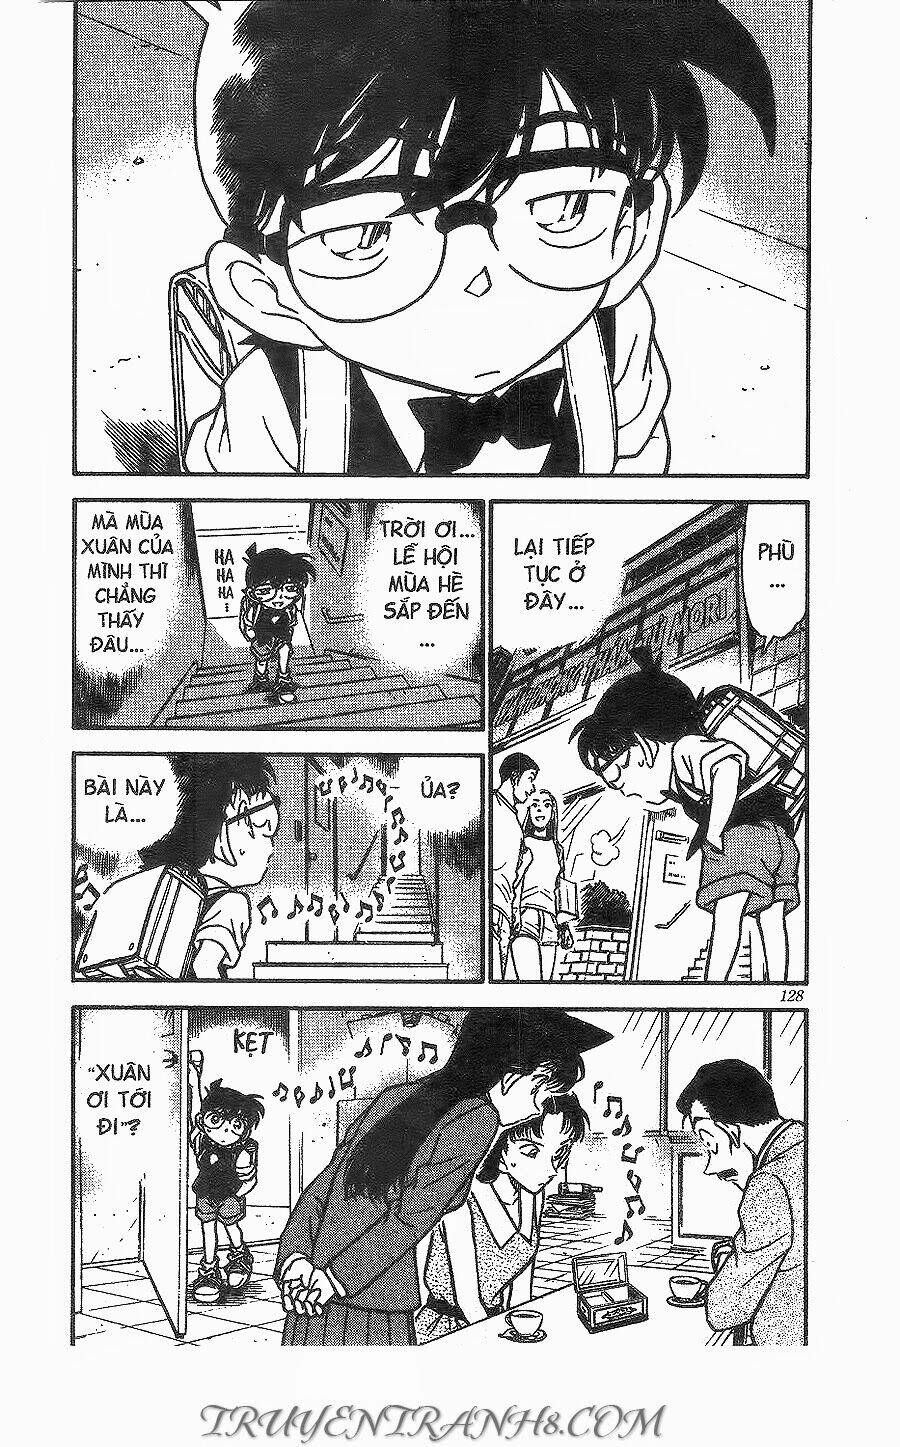 PHÙ
...
LẠI TIẾP
TỤC Ở
ĐÂY...
TRỜI ƠI...
LỄ HỘI
MÙA HÈ
SẮP ĐẾN
...
HA
HA
HA...
MÀ MÙA
XUÂN CỦA
MÌNH THÌ
CHẲNG
THẤY
ĐÂU...
ỦA?
BÀI NÀY
LÀ...
128
KẸT
"XUÂN
ƠI TỚI
ĐI"?
TRUYENTRANH8.COM